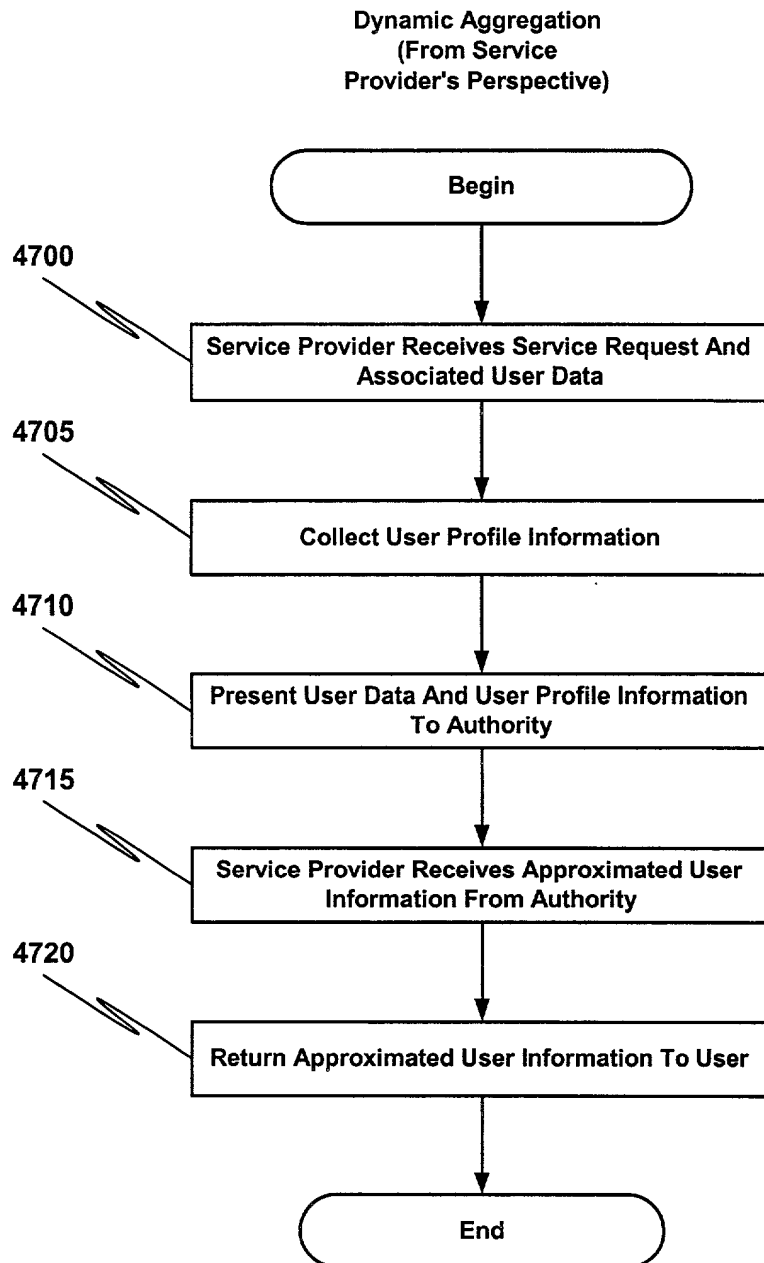 Dynamic Aggregation
(From Service
Provider's Perspective)
Begin
4700
Service Provider Receives Service Request And
Associated User Data
4705
Collect User Profile Information
4710
Present User Data And User Profile Information
To Authority
4715
Service Provider Receives Approximated User
Information From Authority
4720
Return Approximated User Information To User
End